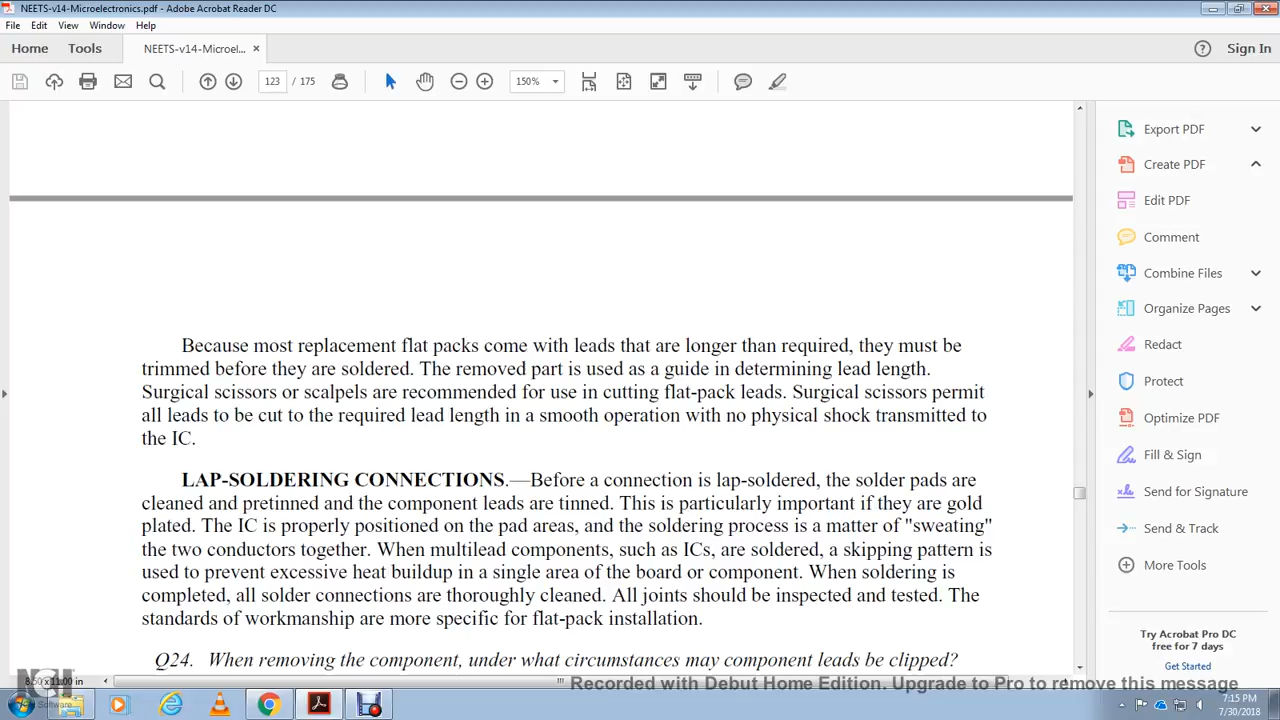 NEETS-v14-Microelectronics.pdf - Adobe Acrobat Reader DC
File Edit View Window Help
Home Tools NEETS-v14-Microel... × Sign In
123 / 175 150%
Because most replacement flat packs come with leads that are longer than required, they must be
trimmed before they are soldered. The removed part is used as a guide in determining lead length.
Surgical scissors or scalpels are recommended for use in cutting flat-pack leads. Surgical scissors permit
all leads to be cut to the required lead length in a smooth operation with no physical shock transmitted to
the IC.
LAP-SOLDERING CONNECTIONS.—Before a connection is lap-soldered, the solder pads are
cleaned and pretinned and the component leads are tinned. This is particularly important if they are gold
plated. The IC is properly positioned on the pad areas, and the soldering process is a matter of "sweating"
the two conductors together. When multilead components, such as ICs, are soldered, a skipping pattern is
used to prevent excessive heat buildup in a single area of the board or component. When soldering is
completed, all solder connections are thoroughly cleaned. All joints should be inspected and tested. The
standards of workmanship are more specific for flat-pack installation.
Q24. When removing the component, under what circumstances may component leads be clipped?
Export PDF
Create PDF
Edit PDF
Comment
Combine Files
Organize Pages
Redact
Protect
Optimize PDF
Fill & Sign
Send for Signature
Send & Track
More Tools
Try Acrobat Pro DC
free for 7 days
Get Started
8.50 x 11.00 in
Recorded with Debut Home Edition. Upgrade to Pro to remove this message
NCH Software
7:15 PM
7/30/2018